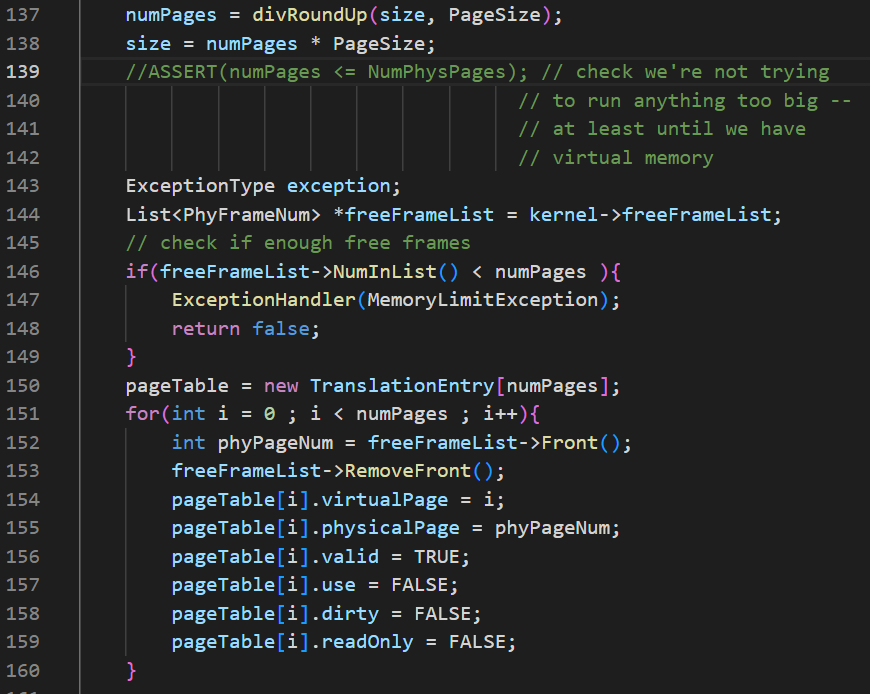 137 numPages = divRoundUp(size, PageSize);
138 size = numPages * PageSize;
139 //ASSERT(numPages <= NumPhysPages); // check we're not trying
140 // to run anything too big --
141 // at least until we have
142 // virtual memory
143 ExceptionType exception;
144 List<PhyFrameNum> *freeFrameList = kernel->freeFrameList;
145 // check if enough free frames
146 if(freeFrameList->NumInList() < numPages ){
147 ExceptionHandler(MemoryLimitException);
148 return false;
149 }
150 pageTable = new TranslationEntry[numPages];
151 for(int i = 0 ; i < numPages ; i++){
152 int phyPageNum = freeFrameList->Front();
153 freeFrameList->RemoveFront();
154 pageTable[i].virtualPage = i;
155 pageTable[i].physicalPage = phyPageNum;
156 pageTable[i].valid = TRUE;
157 pageTable[i].use = FALSE;
158 pageTable[i].dirty = FALSE;
159 pageTable[i].readOnly = FALSE;
160 }